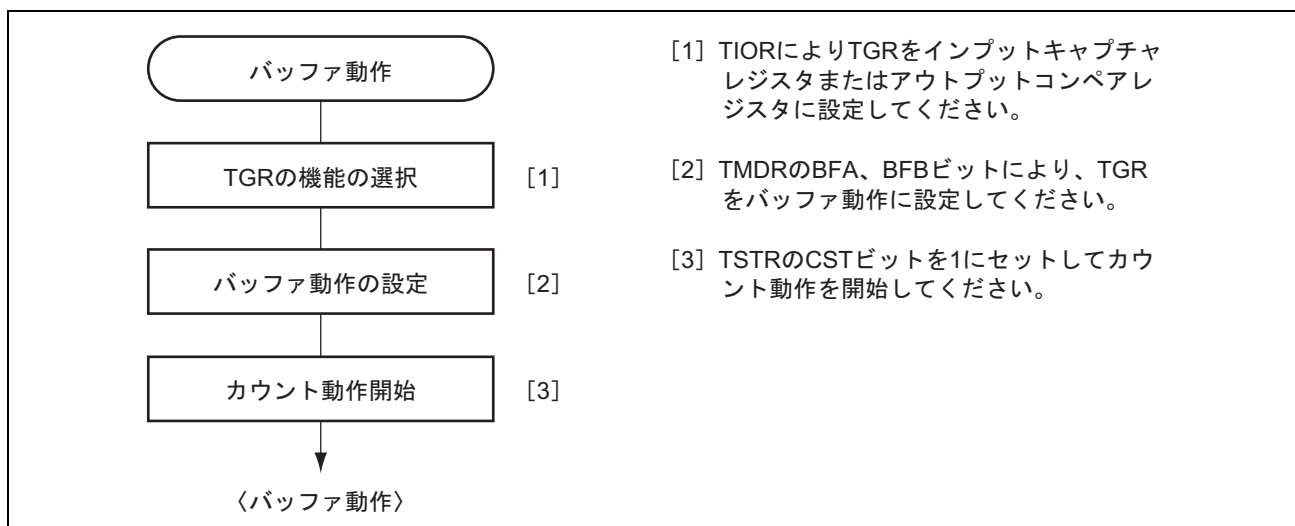 バッファ動作
TGRの機能の選択 [1]
バッファ動作の設定 [2]
カウント動作開始 [3]
〈バッファ動作〉
[1] TIORによりTGRをインプットキャプチャ
レジスタまたはアウトプットコンペアレ
ジスタに設定してください。
[2] TMDRのBFA、BFBビットにより、TGR
をバッファ動作に設定してください。
[3] TSTRのCSTビットを1にセットしてカウ
ント動作を開始してください。